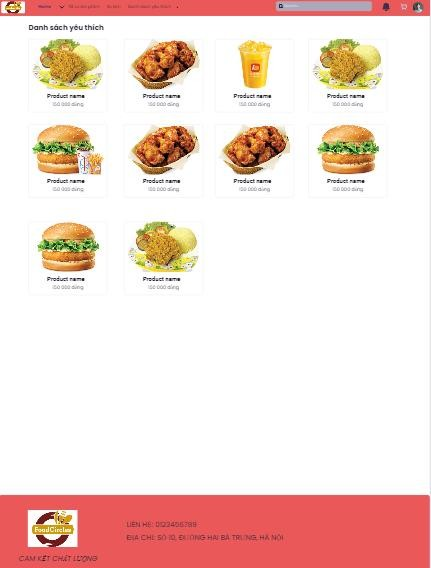 Home
Danh sách yêu thích
Danh sách yêu thích
Product name
150 000 đồng
Product name
150 000 đồng
Product name
150 000 đồng
Product name
150 000 đồng
Product name
150 000 đồng
Product name
150 000 đồng
Product name
150 000 đồng
Product name
150 000 đồng
Product name
150 000 đồng
Product name
150 000 đồng
FoodCircles
CAM KẾT CHẤT LƯỢNG
LIÊN HỆ: 0123456789
ĐỊA CHỈ: SỐ 10, ĐƯỜNG HAI BÀ TRƯNG, HÀ NỘI